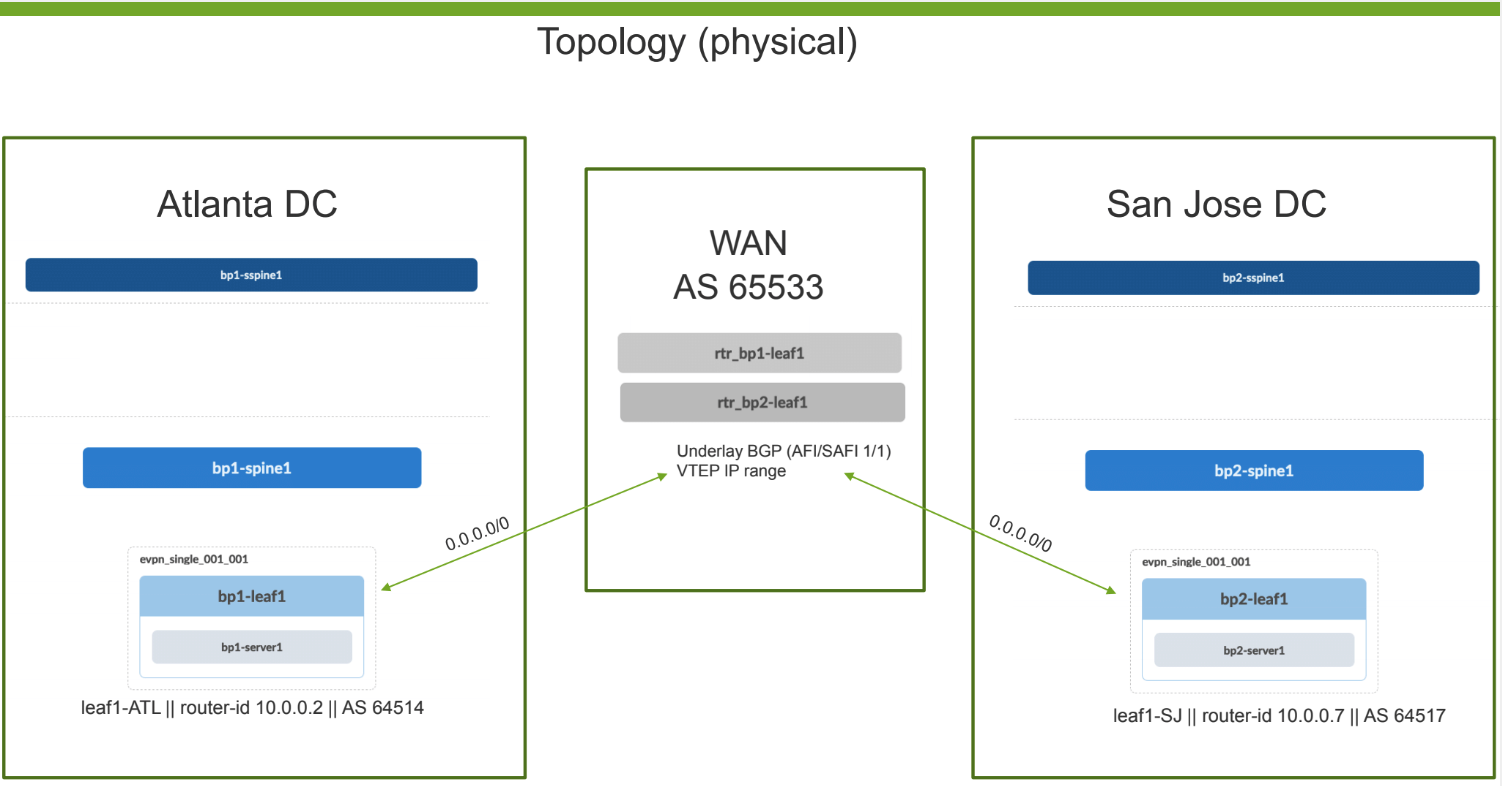 Topology (physical)
Atlanta DC
bp1-sspine1
bp1-spine1
evpn_single_001_001
bp1-leaf1
bp1-server1
leaf1-ATL || router-id 10.0.0.2 || AS 64514
0.0.0.0/0
WAN
AS 65533
rtr_bp1-leaf1
rtr_bp2-leaf1
Underlay BGP (AFI/SAFI 1/1)
VTEP IP range
0.0.0.0/0
San Jose DC
bp2-sspine1
bp2-spine1
evpn_single_001_001
bp2-leaf1
bp2-server1
leaf1-SJ || router-id 10.0.0.7 || AS 64517